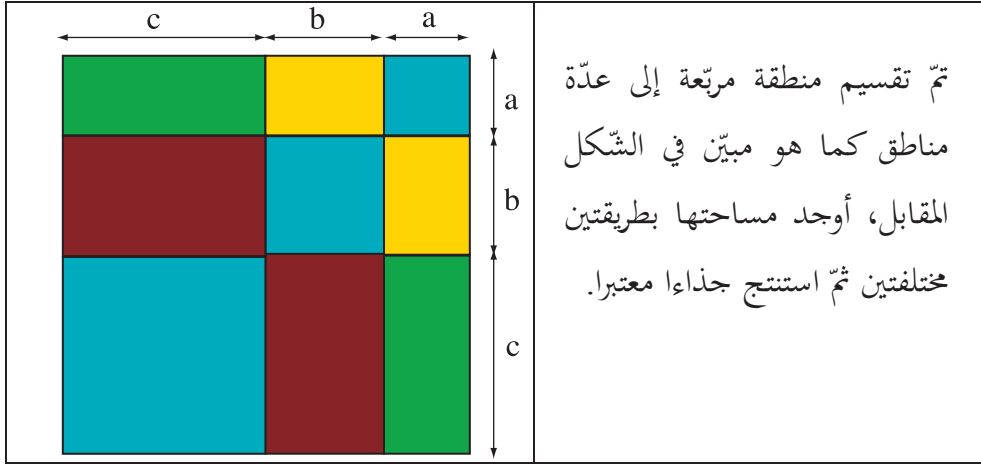 c b a
a
b
c
تمّ تقسيم منطقة مربّعة إلى عدّة
مناطق كما هو مبيّن في الشّكل
المقابل، أوجد مساحتها بطريقتين
مختلفتين ثمّ استنتج جذاءا معتبرا.